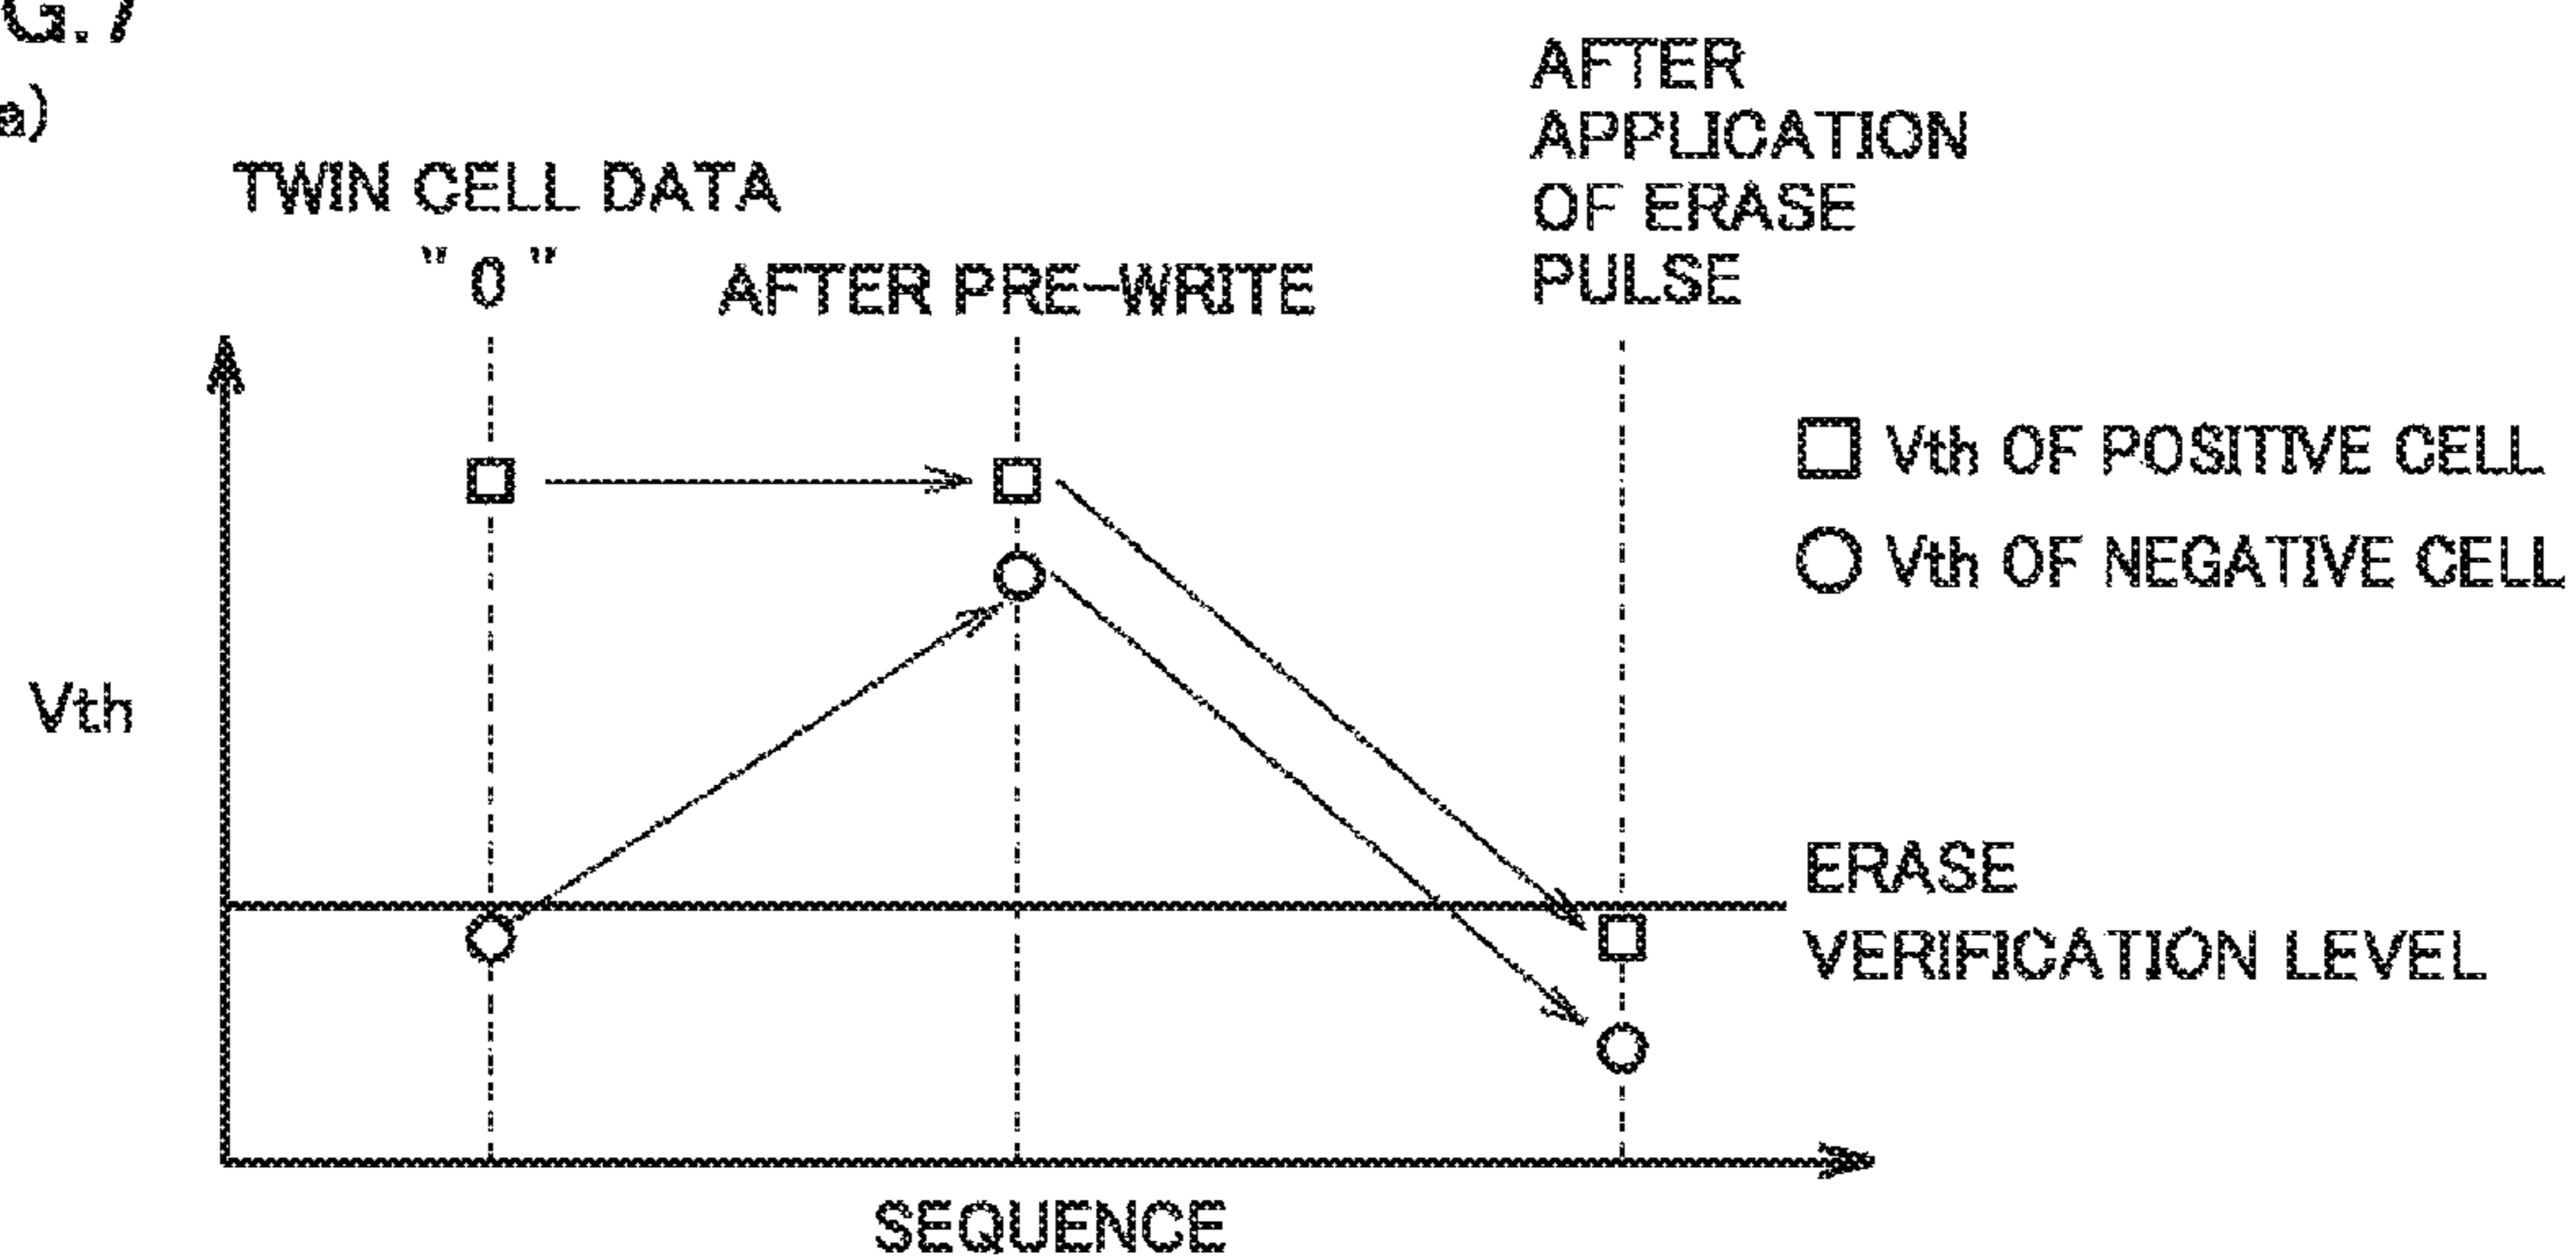 G.7
a)
TWIN CELL DATA
"0"
AFTER PRE-WRITE
AFTER
APPLICATION
OF ERASE
PULSE
□ Vth OF POSITIVE CELL
○ Vth OF NEGATIVE CELL
Vth
ERASE
VERIFICATION LEVEL
SEQUENCE